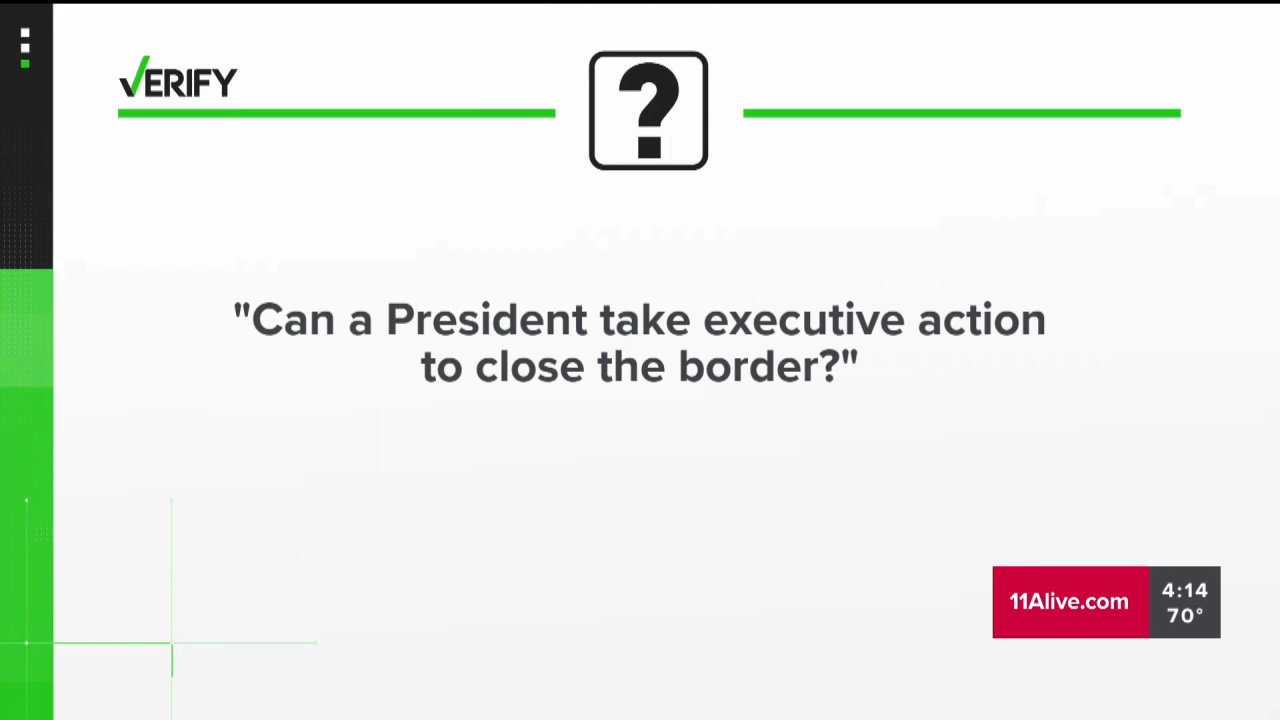 VERIFY
?
"Can a President take executive action
to close the border?"
11Alive.com
4:14
70°